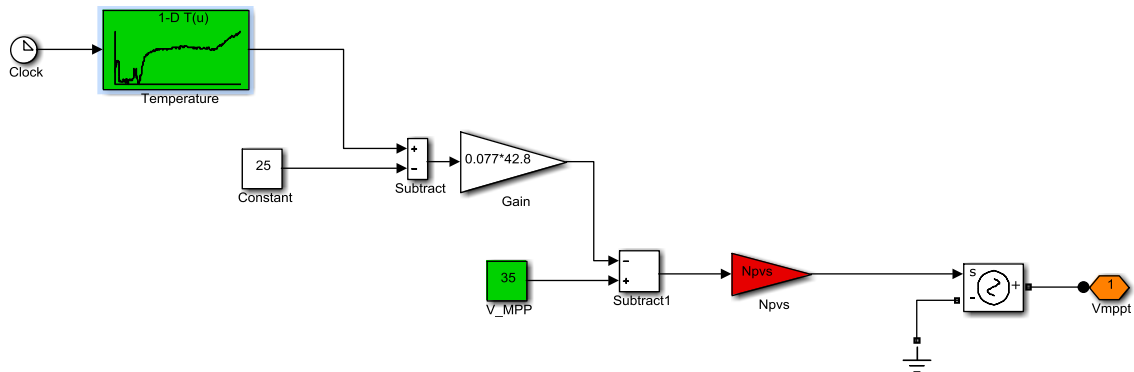 1-D T(u)
Clock
Temperature
25
Constant
+
−
Subtract
0.077*42.8
Gain
35
V_MPP
−
+
Subtract1
Npvs
Npvs
s
+
-
1
Vmppt